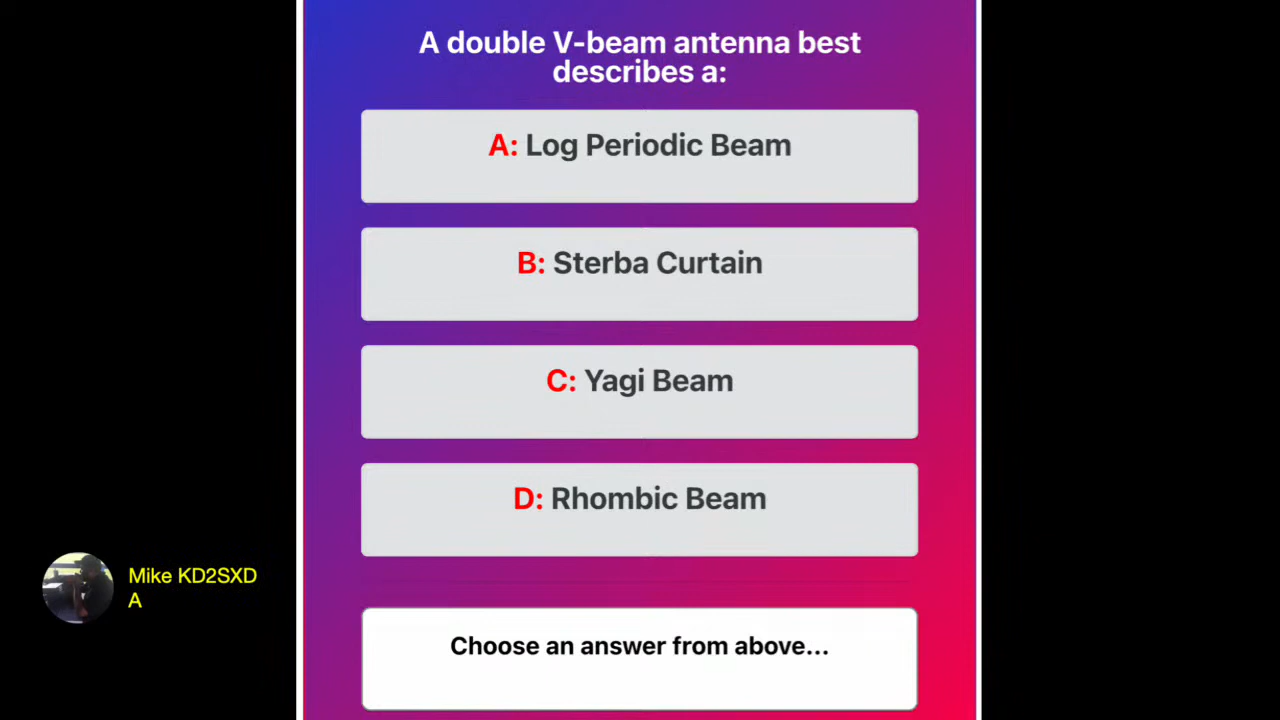 A double V-beam antenna best
describes a:
A: Log Periodic Beam
B: Sterba Curtain
C: Yagi Beam
D: Rhombic Beam
Mike KD2SXD
A
Choose an answer from above...